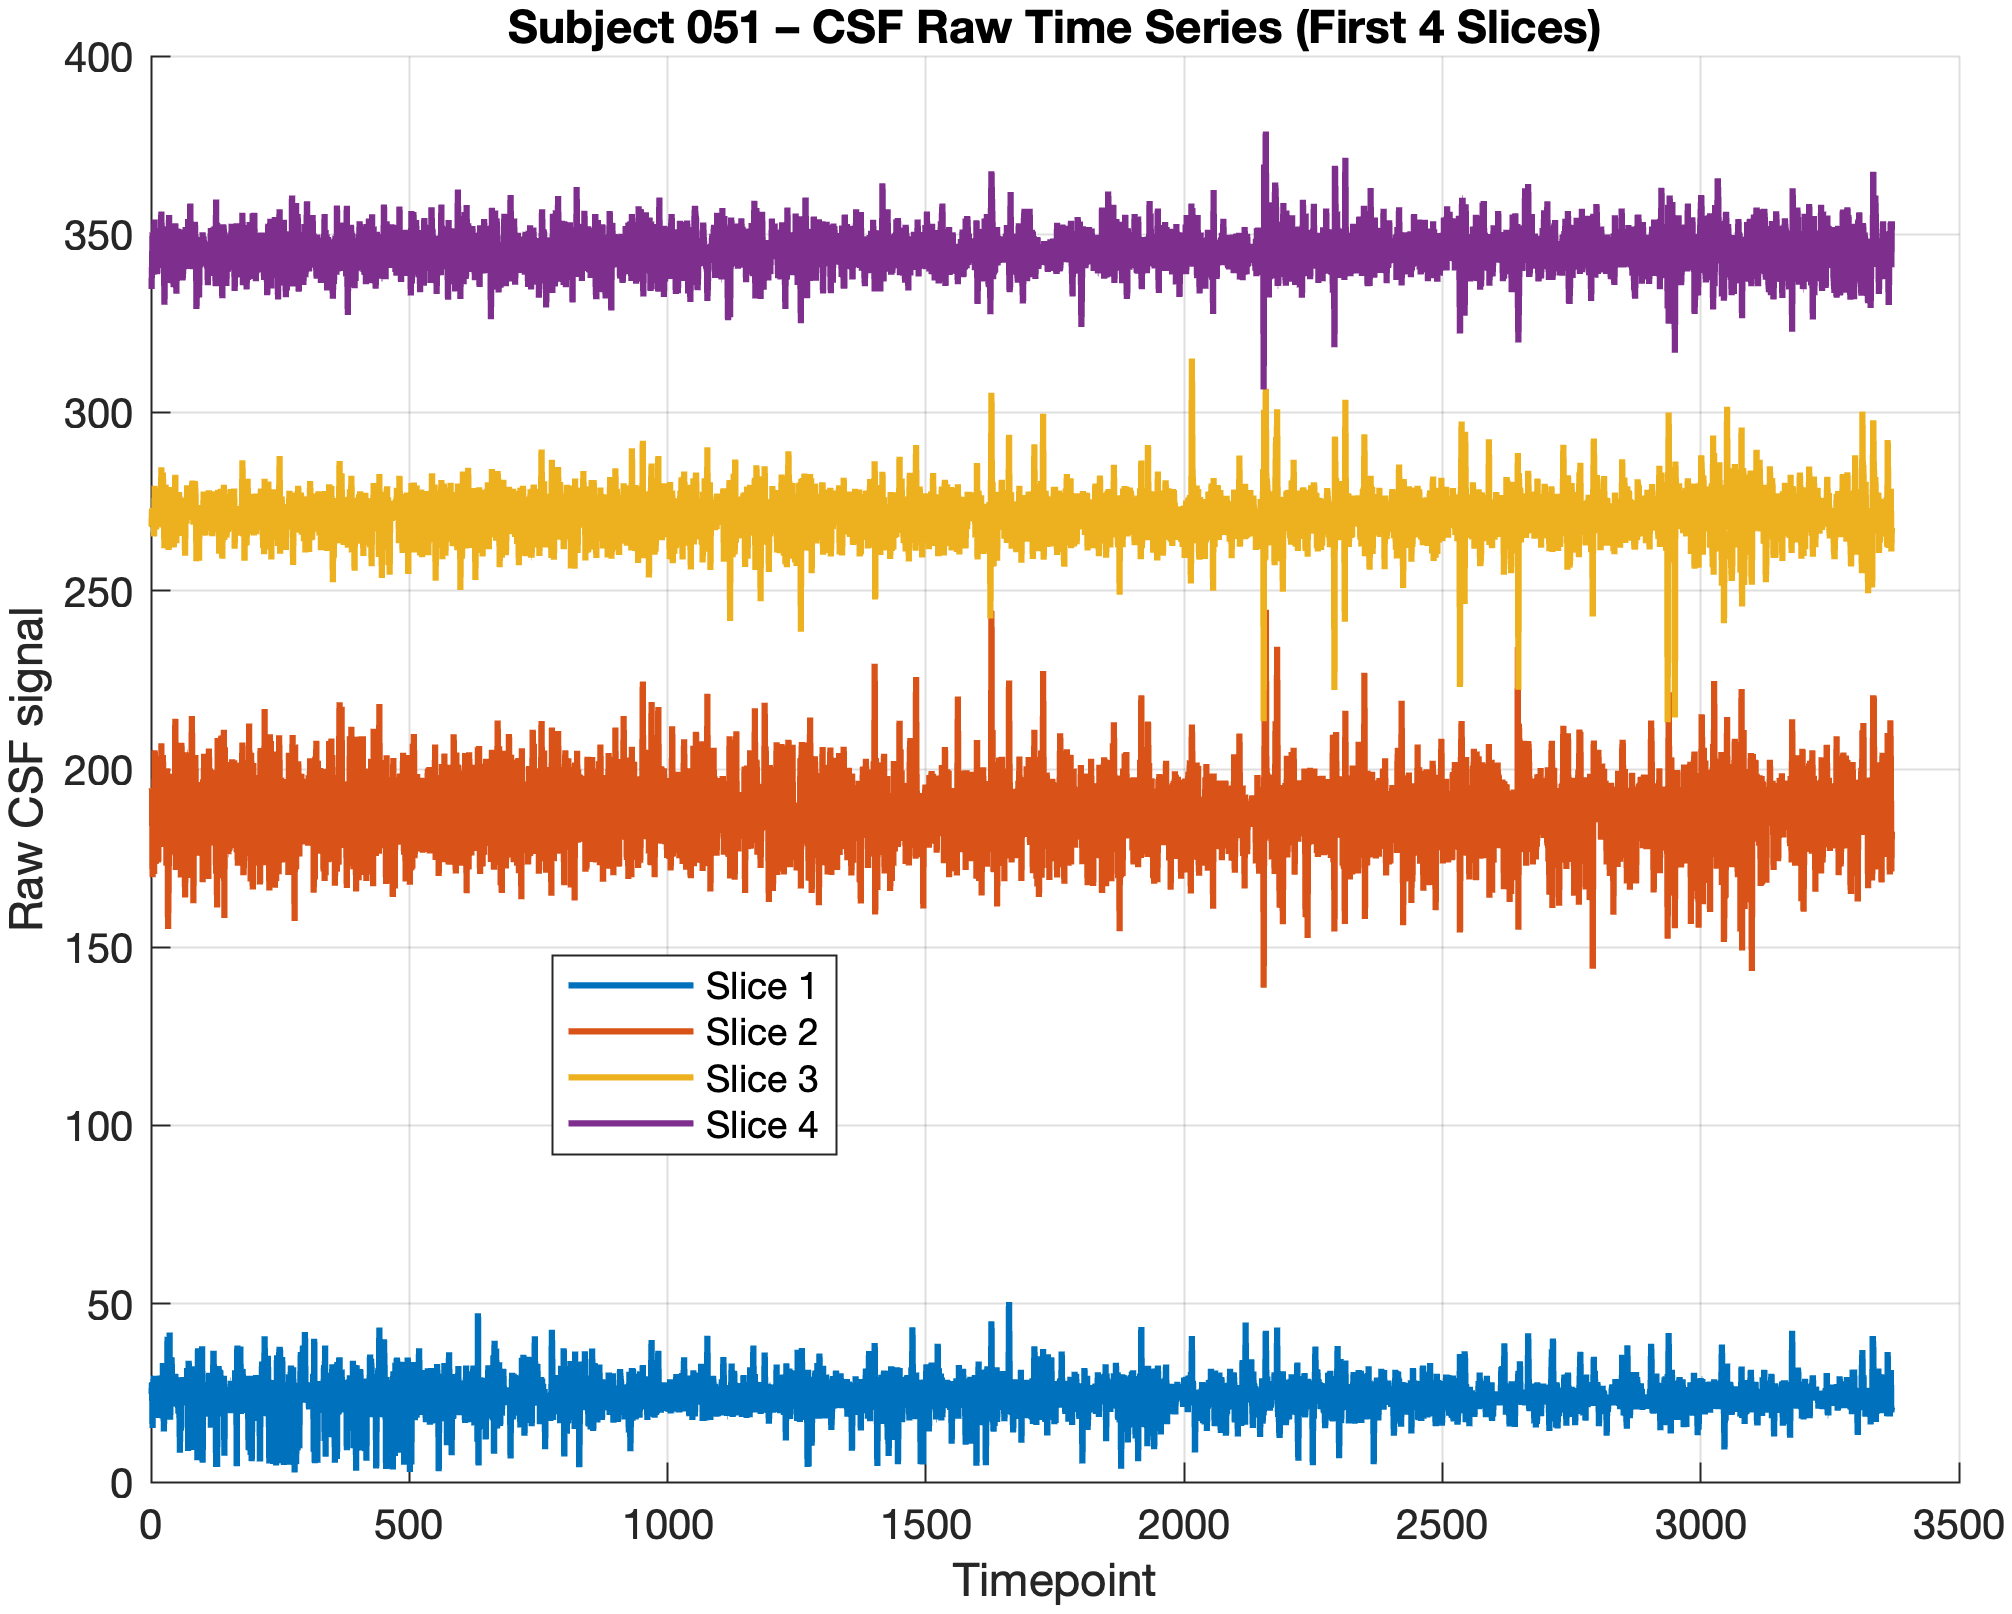 Subject 051 – CSF Raw Time Series (First 4 Slices)
400
350
300
250
200
150
100
50
0
Raw CSF signal
Slice 1
Slice 2
Slice 3
Slice 4
0 500 1000 1500 2000 2500 3000 3500
Timepoint